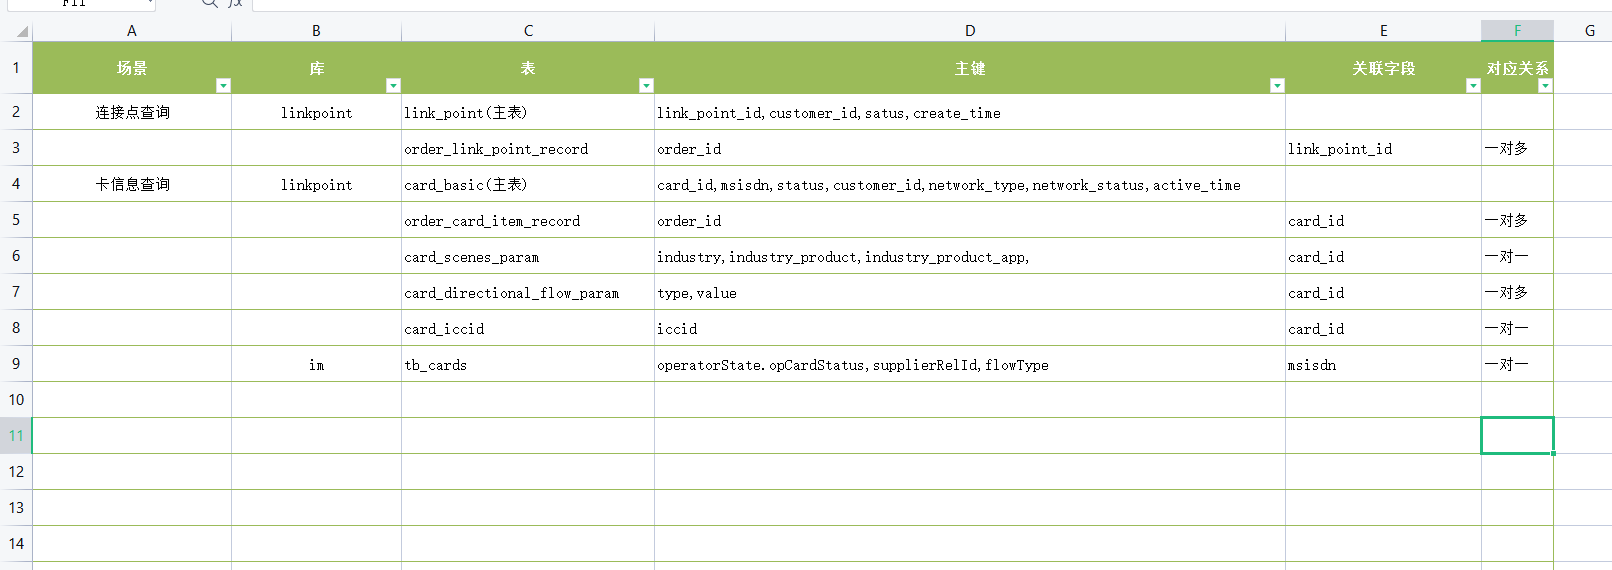 F11
fx
A B C D E F G
1 场景 库 表 主键 关联字段 对应关系
2 连接点查询 linkpoint link_point(主表) link_point_id,customer_id,satus,create_time
3 order_link_point_record order_id link_point_id 一对多
4 卡信息查询 linkpoint card_basic(主表) card_id,msisdn,status,customer_id,network_type,network_status,active_time
5 order_card_item_record order_id card_id 一对多
6 card_scenes_param industry,industry_product,industry_product_app, card_id 一对一
7 card_directional_flow_param type,value card_id 一对多
8 card_iccid iccid card_id 一对一
9 im tb_cards operatorState.opCardStatus,supplierRelId,flowType msisdn 一对一
10
11
12
13
14